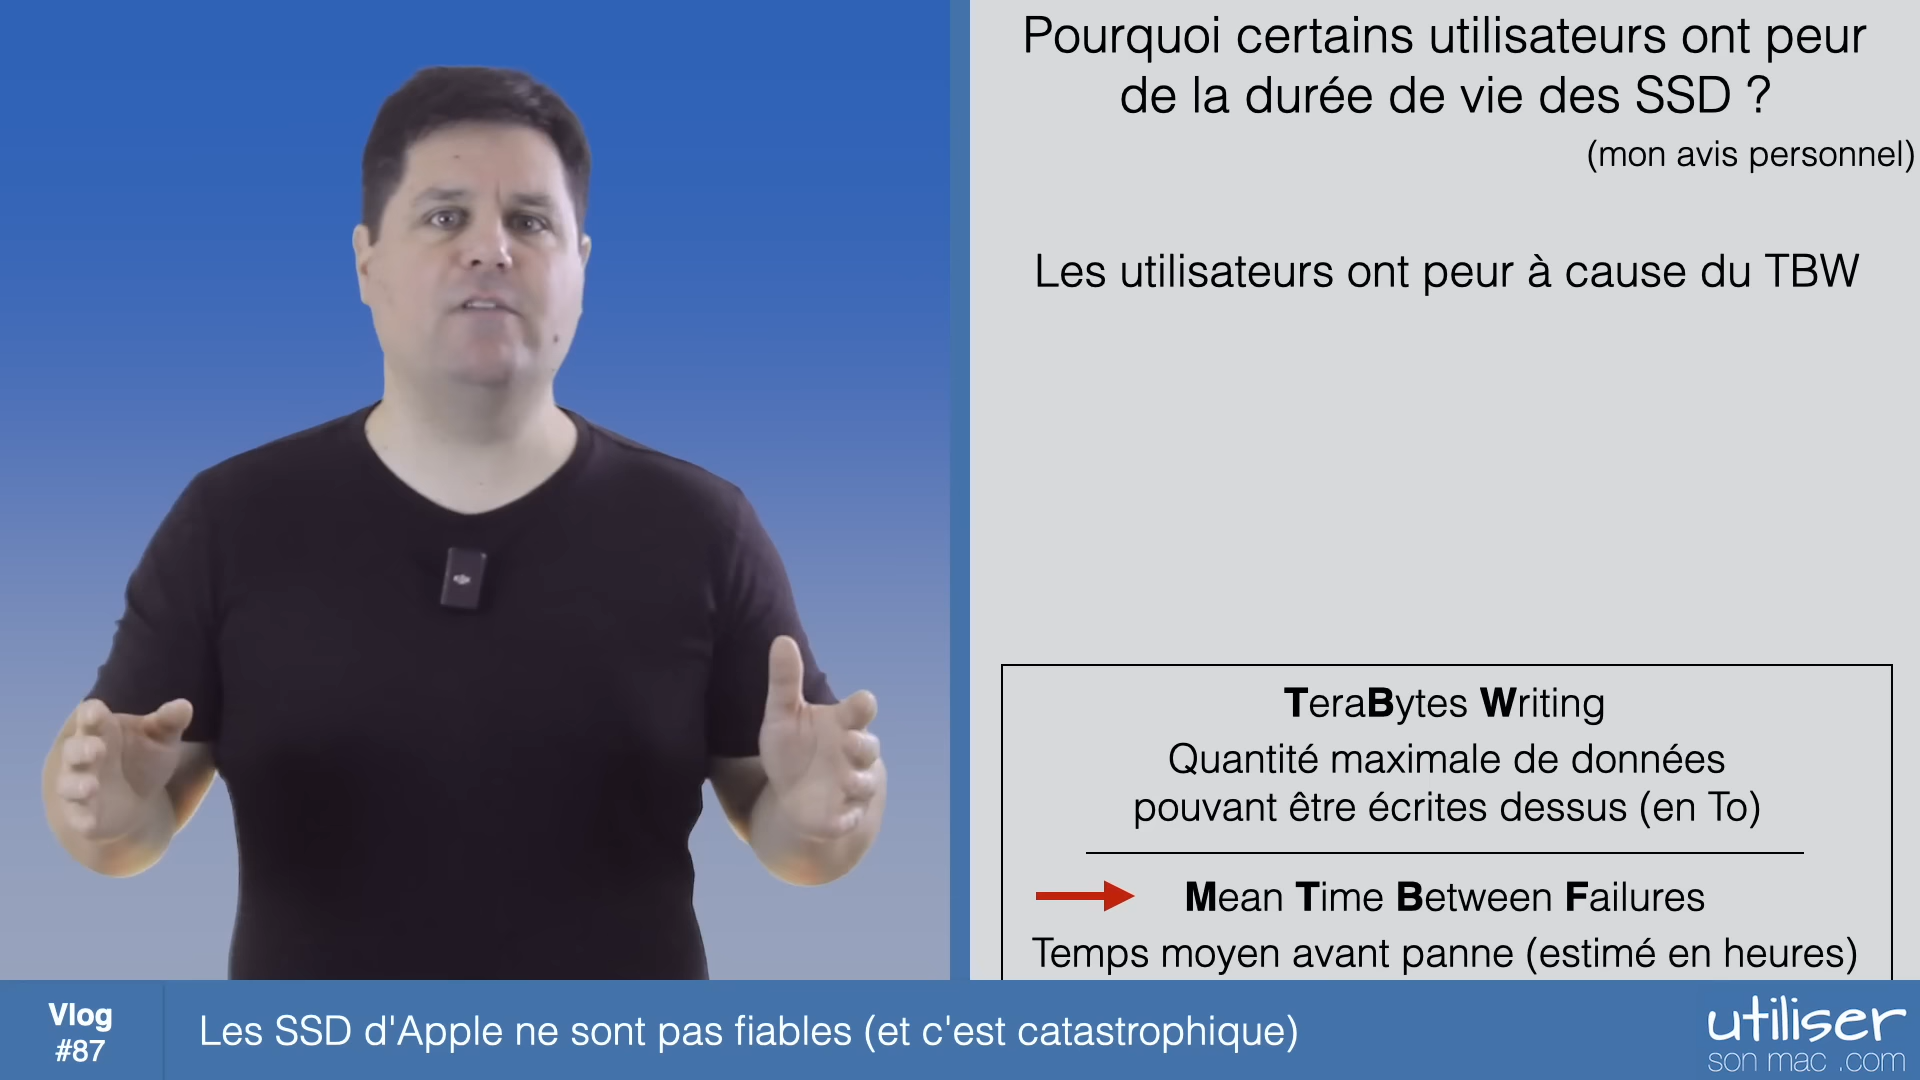 Pourquoi certains utilisateurs ont peur
de la durée de vie des SSD ?
(mon avis personnel)
Les utilisateurs ont peur à cause du TBW
TeraBytes Writing
Quantité maximale de données
pouvant être écrites dessus (en To)
Mean Time Between Failures
Temps moyen avant panne (estimé en heures)
Vlog
#87
Les SSD d'Apple ne sont pas fiables (et c'est catastrophique)
utiliser
son mac .com